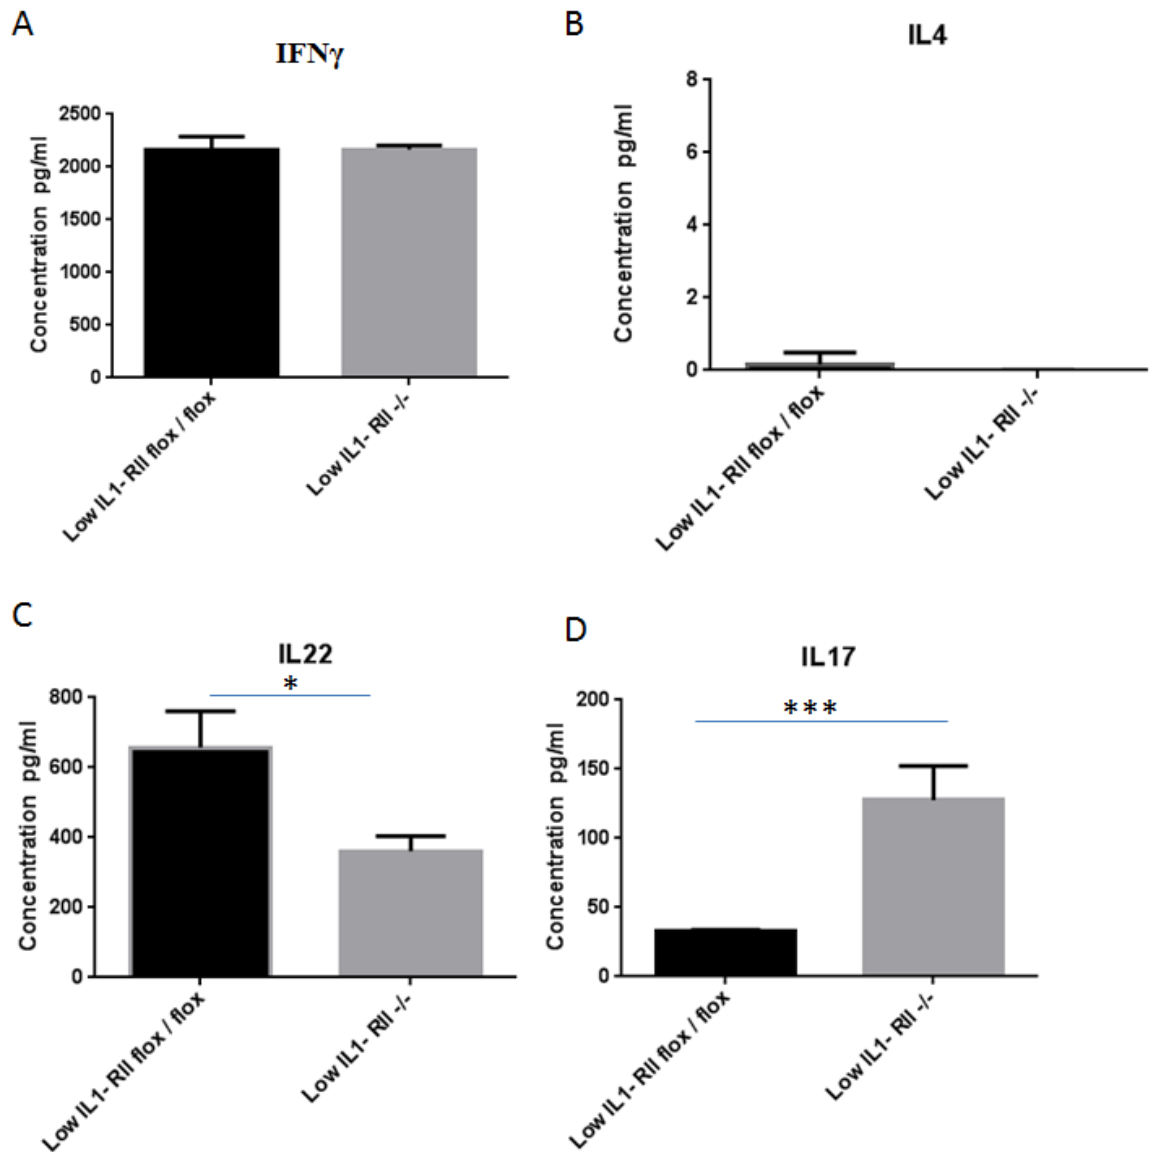 A
IFNγ
Concentration pg/ml
2500
2000
1500
1000
500
0
Low IL1- RII flox / flox
Low IL1- RII -/-
B
IL4
Concentration pg/ml
8
6
4
2
0
Low IL1- RII flox / flox
Low IL1- RII -/-
C
IL22
*
Concentration pg/ml
800
600
400
200
0
Low IL1- RII flox / flox
Low IL1- RII -/-
D
IL17
***
Concentration pg/ml
200
150
100
50
0
Low IL1- RII flox / flox
Low IL1- RII -/-